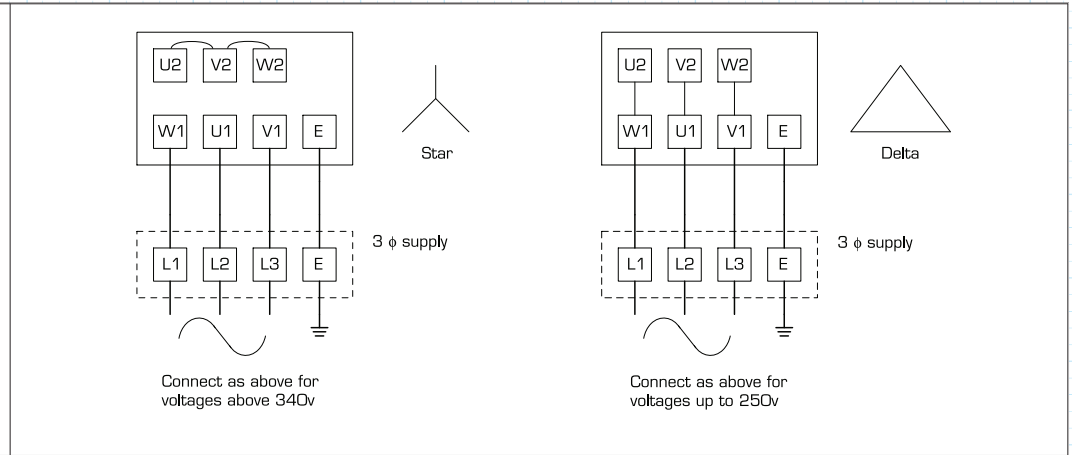 U2 V2 W2
W1 U1 V1 E
Star
3 ϕ supply
L1 L2 L3 E
Connect as above for
voltages above 340v
U2 V2 W2
W1 U1 V1 E
Delta
3 ϕ supply
L1 L2 L3 E
Connect as above for
voltages up to 250v